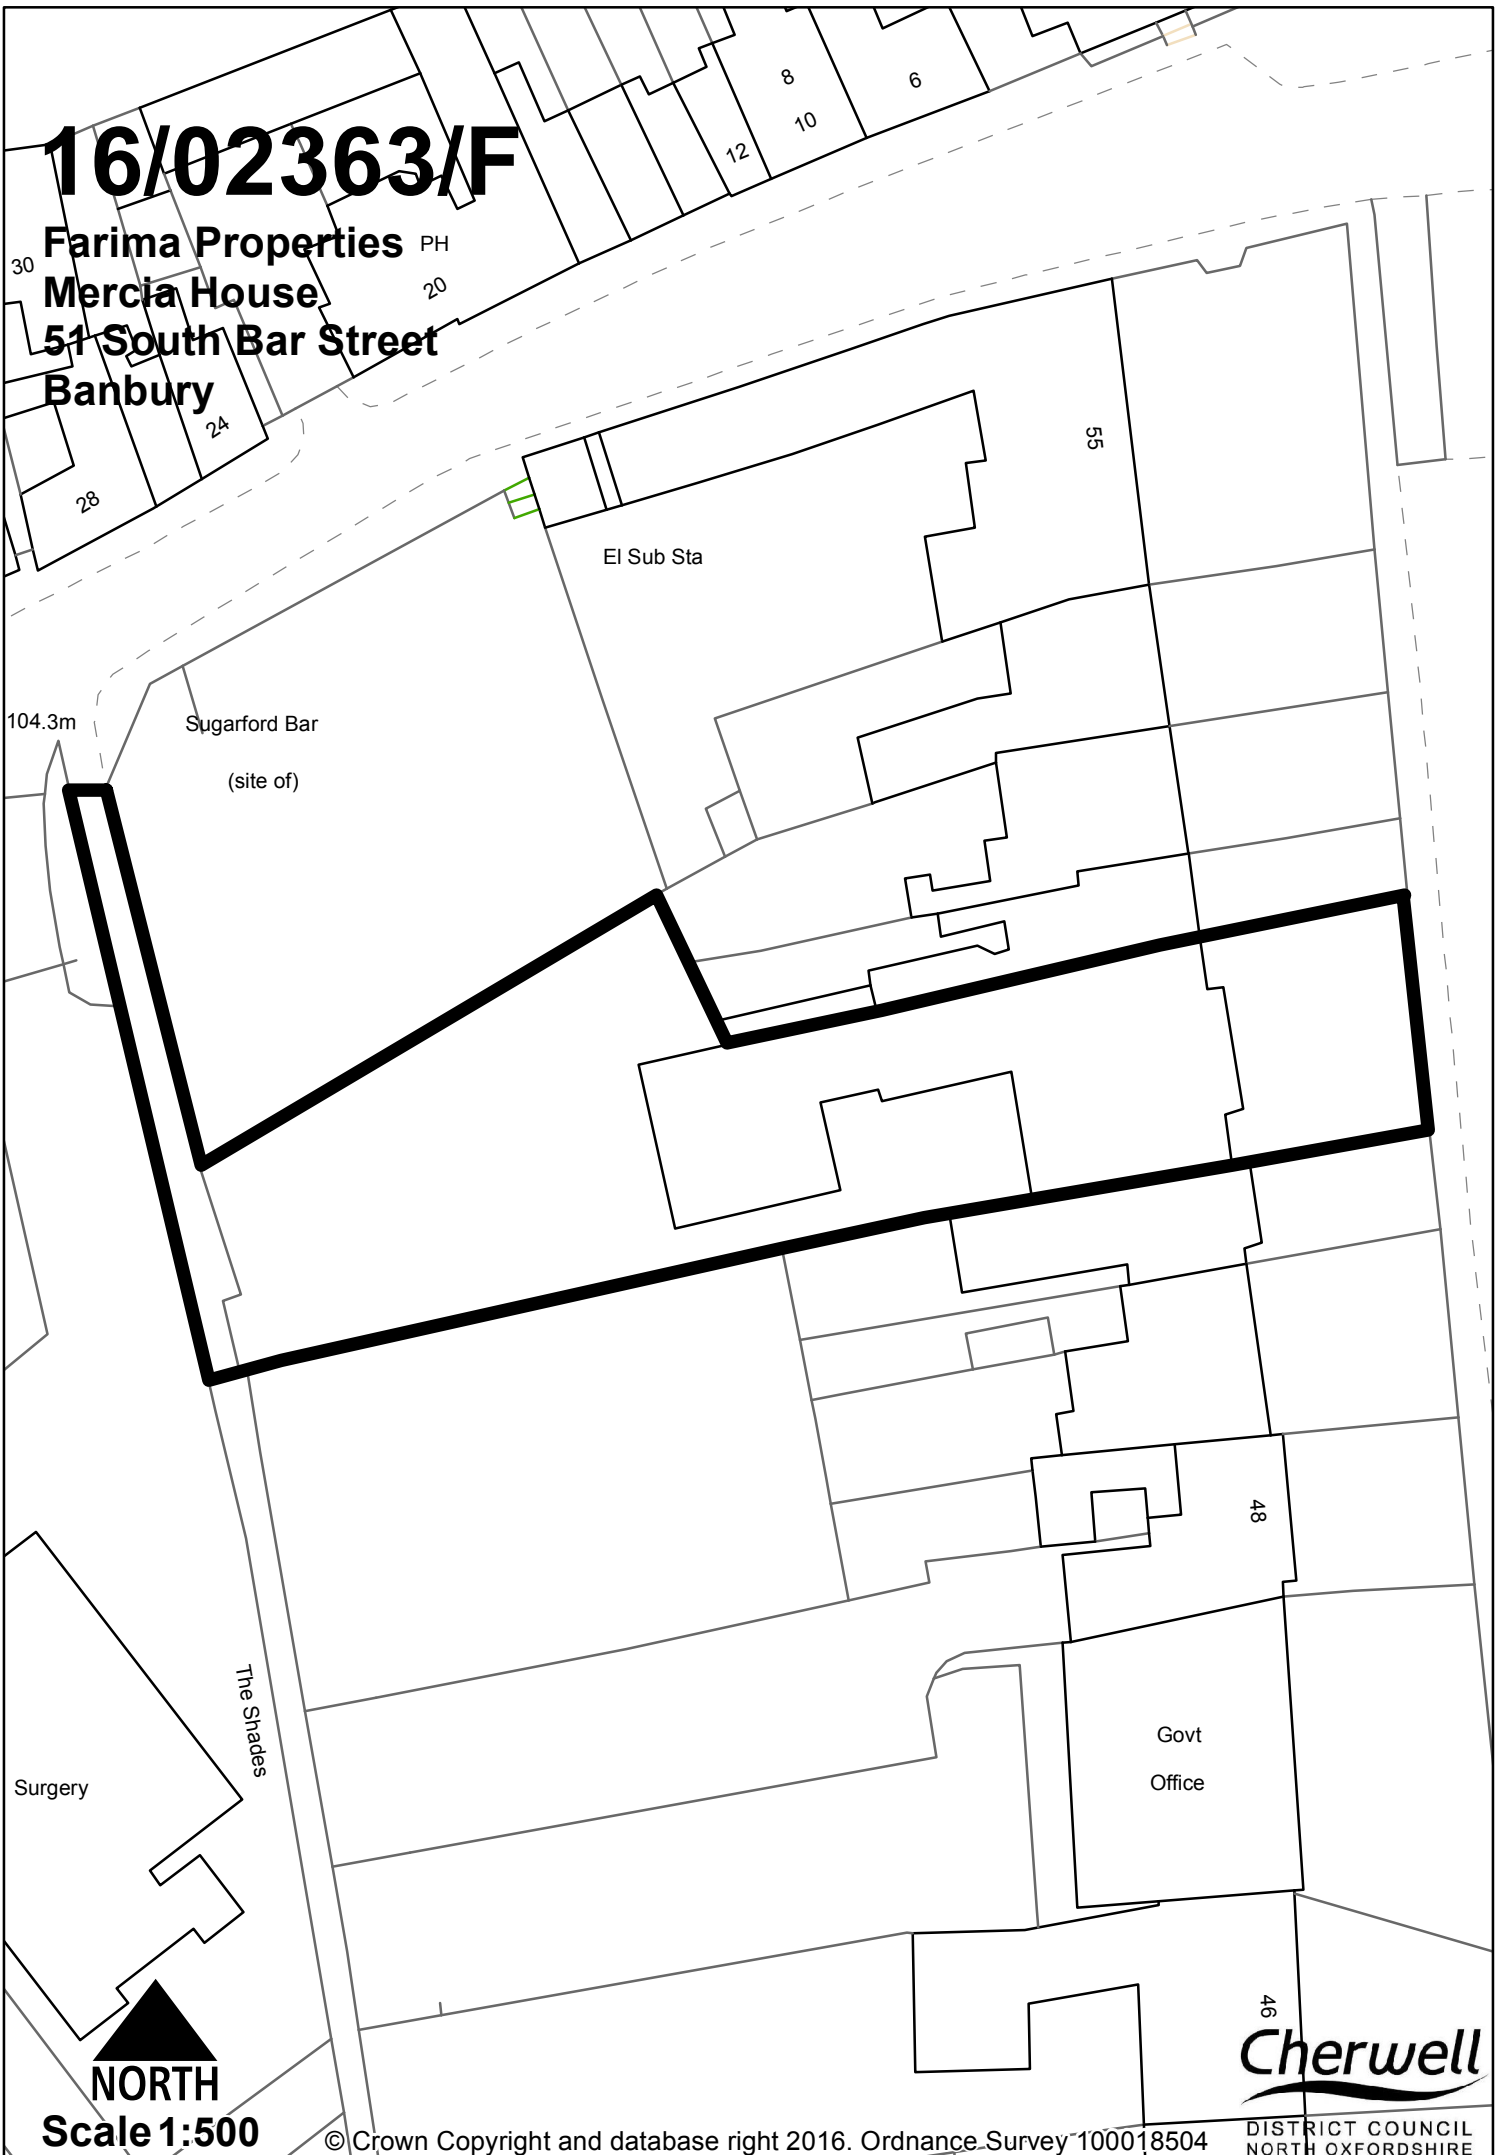 16/02363/F
Farima Properties
Mercia House
51 South Bar Street
Banbury
8
6
10
12
PH
30
20
24
28
55
El Sub Sta
104.3m
Sugarford Bar
(site of)
48
The Shades
Govt
Office
Surgery
46
NORTH
Scale 1:500
© Crown Copyright and database right 2016. Ordnance Survey 100018504
Cherwell
DISTRICT COUNCIL
NORTH OXFORDSHIRE